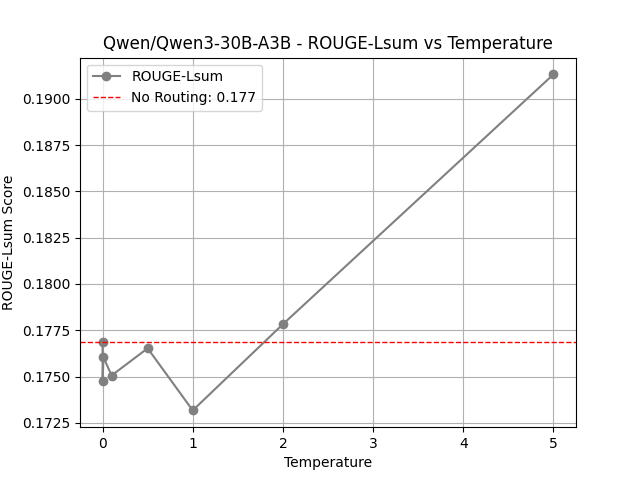 Qwen/Qwen3-30B-A3B - ROUGE-Lsum vs Temperature
ROUGE-Lsum
No Routing: 0.177
ROUGE-Lsum Score
0.1900
0.1875
0.1850
0.1825
0.1800
0.1775
0.1750
0.1725
0 1 2 3 4 5
Temperature